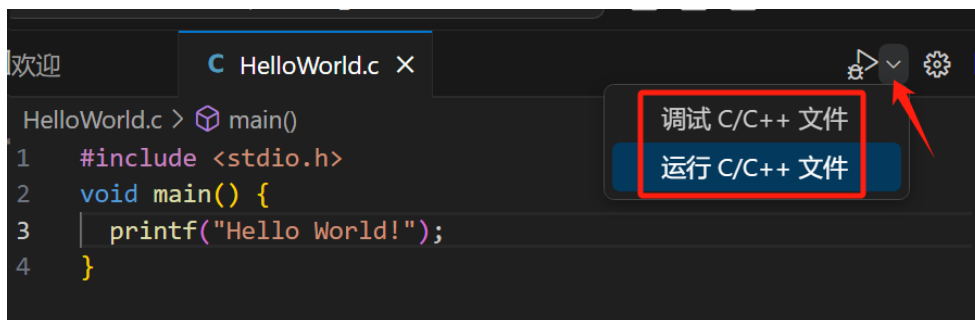 欢迎
C HelloWorld.c ×
HelloWorld.c > main()
调试 C/C++ 文件
运行 C/C++ 文件
1 #include <stdio.h>
2 void main() {
3 printf("Hello World!");
4 }